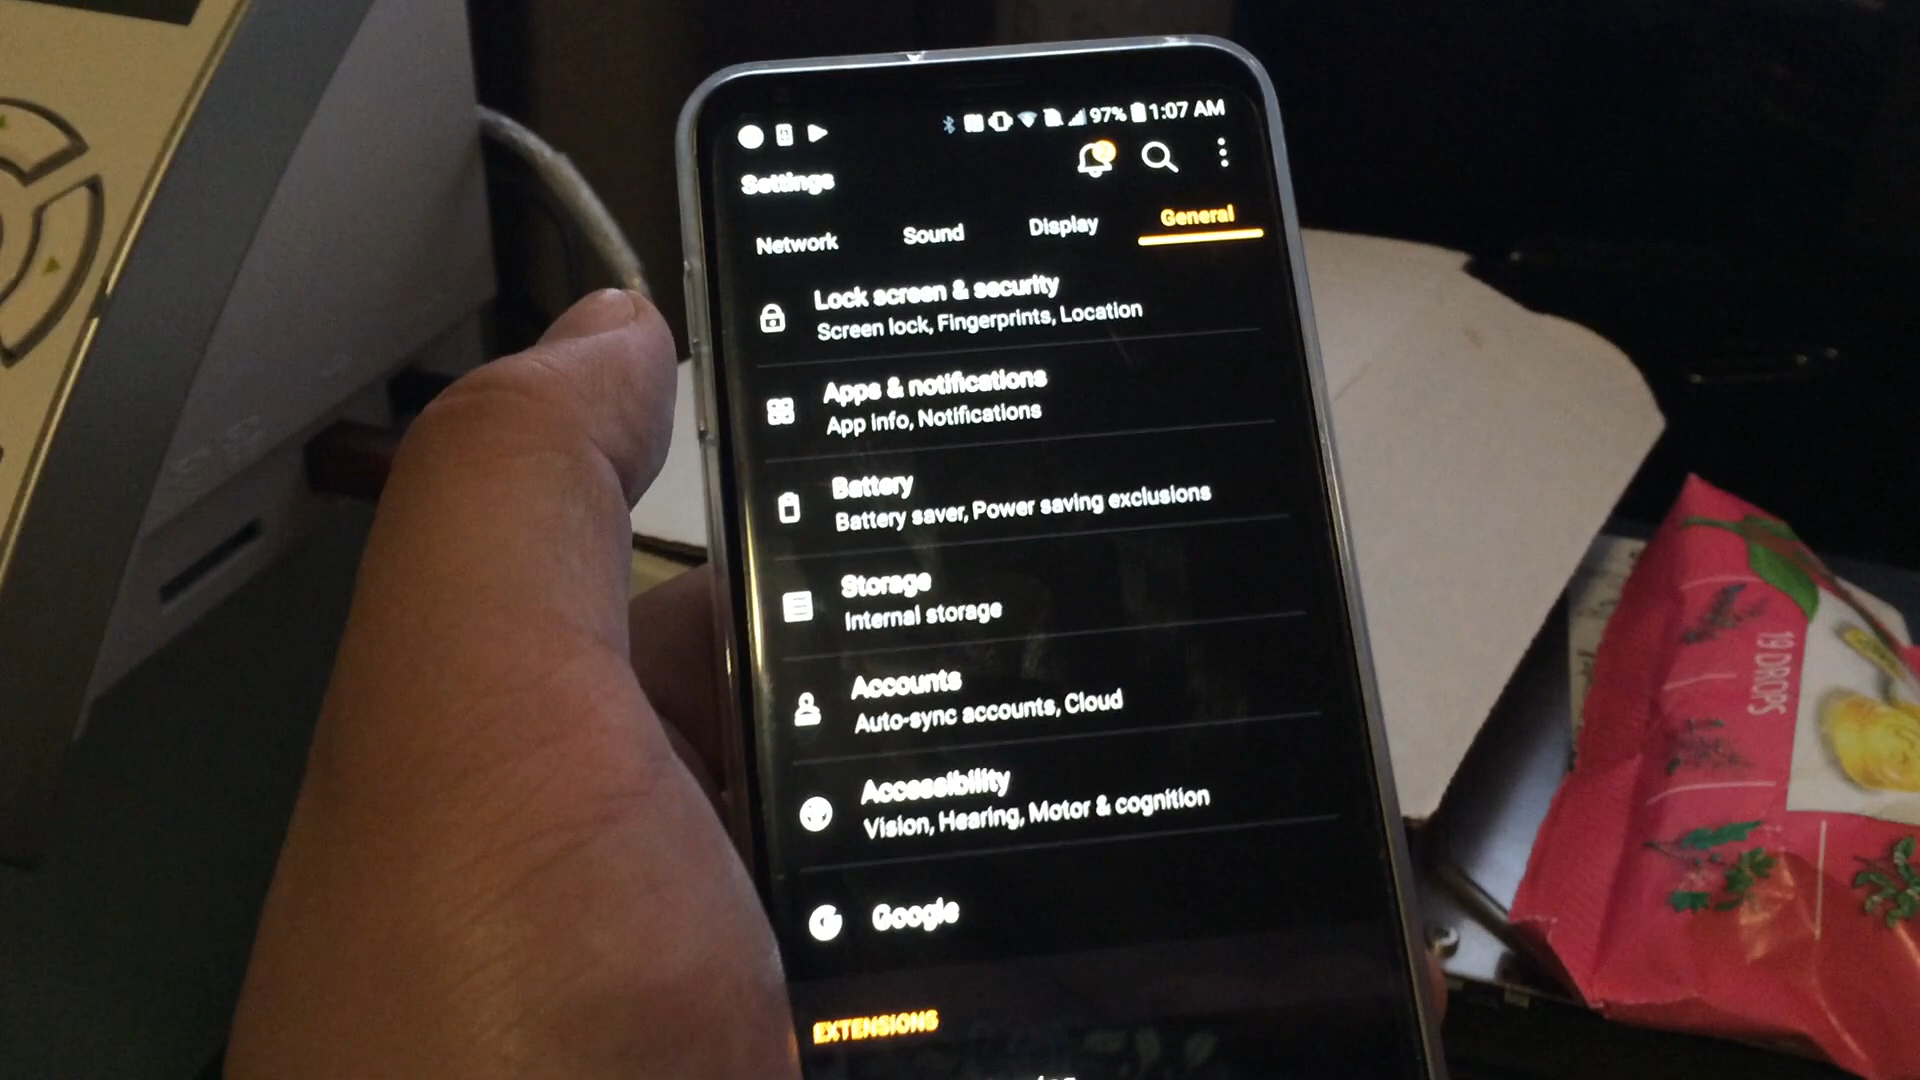 97% 1:07 AM
Settings
Network Sound Display General
Lock screen & security
Screen lock, Fingerprints, Location
Apps & notifications
App info, Notifications
Battery
Battery saver, Power saving exclusions
Storage
Internal storage
Accounts
Auto-sync accounts, Cloud
Accessibility
Vision, Hearing, Motor & cognition
Google
EXTENSIONS
19 DROPS